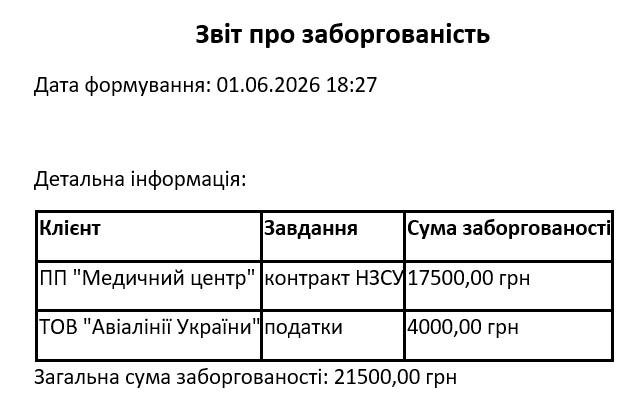 Звіт про заборгованість
Дата формування: 01.06.2026 18:27
Детальна інформація:
Клієнт Завдання Сума заборгованості
ПП "Медичний центр" контракт НЗСУ 17500,00 грн
ТОВ "Авіалінії України" податки 4000,00 грн
Загальна сума заборгованості: 21500,00 грн